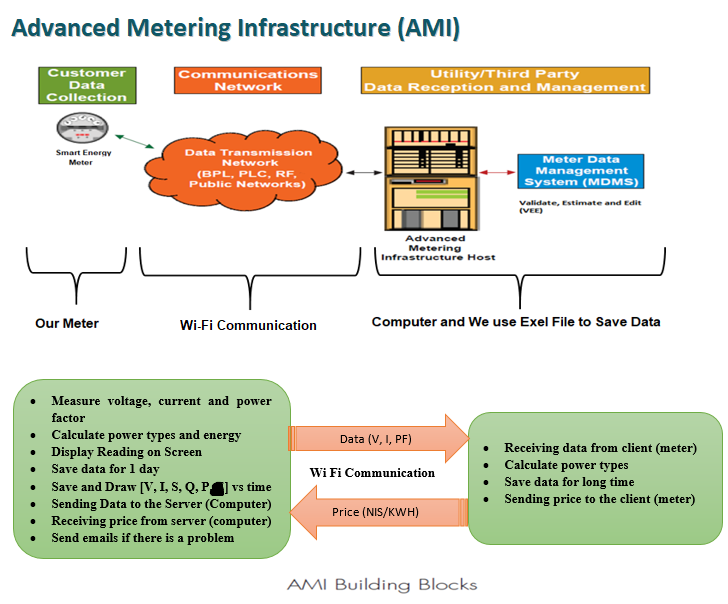 Advanced Metering Infrastructure (AMI)
Customer
Data
Collection
Communications
Network
Utility/Third Party
Data Reception and Management
Smart Energy
Meter
Data Transmission
Network
(BPL, PLC, RF,
Public Networks)
Advanced
Metering
Infrastructure Host
Meter Data
Management
System (MDMS)
Validate, Estimate and Edit
(VEE)
Our Meter
Wi-Fi Communication
Computer and We use Exel File to Save Data
• Measure voltage, current and power
factor
• Calculate power types and energy
• Display Reading on Screen
• Save data for 1 day
• Save and Draw [V, I, S, Q, P ] vs time
• Sending Data to the Server (Computer)
• Receiving price from server (computer)
• Send emails if there is a problem
Data (V, I, PF)
Wi Fi Communication
Price (NIS/KWH)
• Receiving data from client (meter)
• Calculate power types
• Save data for long time
• Sending price to the client (meter)
AMI Building Blocks